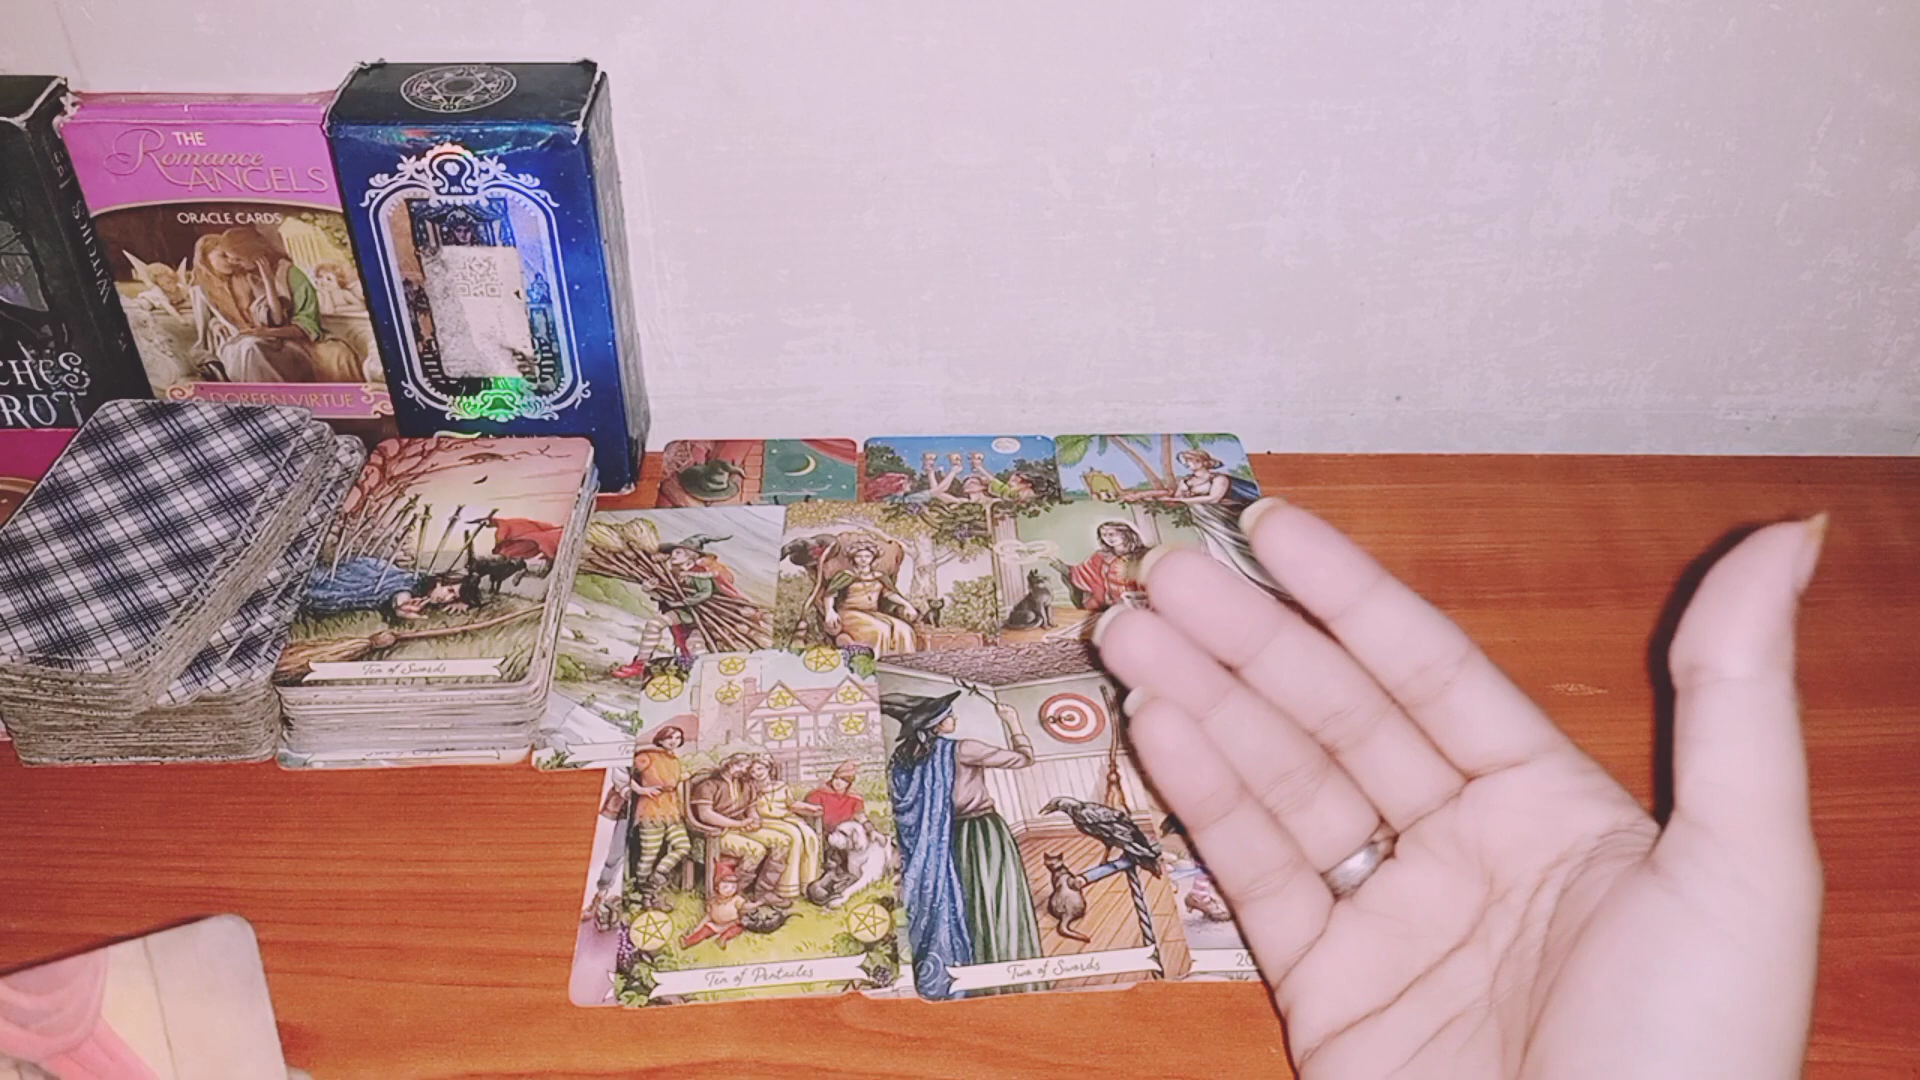 THE
Romance
ANGELS
ORACLE CARDS
DOREEN VIRTUE
WITCHES
CHES
ROT
Ten of Swords
Ten of Pentacles
Two of Swords
20